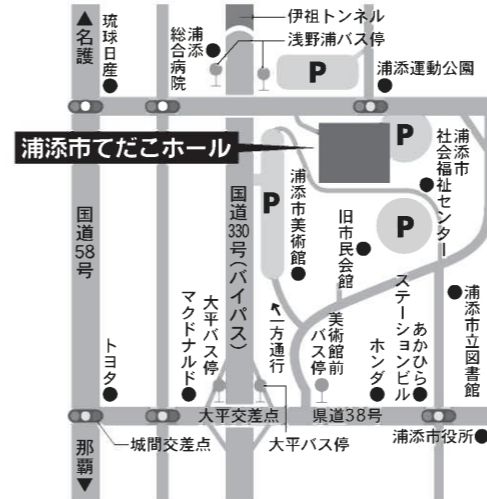 ▲名護
琉球日産
浦添総合病院
伊祖トンネル
浅野浦バス停
P
浦添運動公園
浦添市てだこホール
P
浦添市社会福祉センター
国道58号
国道330号(バイパス)
P
浦添市美術館
旧市民会館
P
浦添市立図書館
トヨタ
マクドナルド
大平バス停
←一方通行
美術館前バス停
ホンダ
あかひらステーションビル
大平交差点
県道38号
城間交差点
大平バス停
浦添市役所
那覇▼